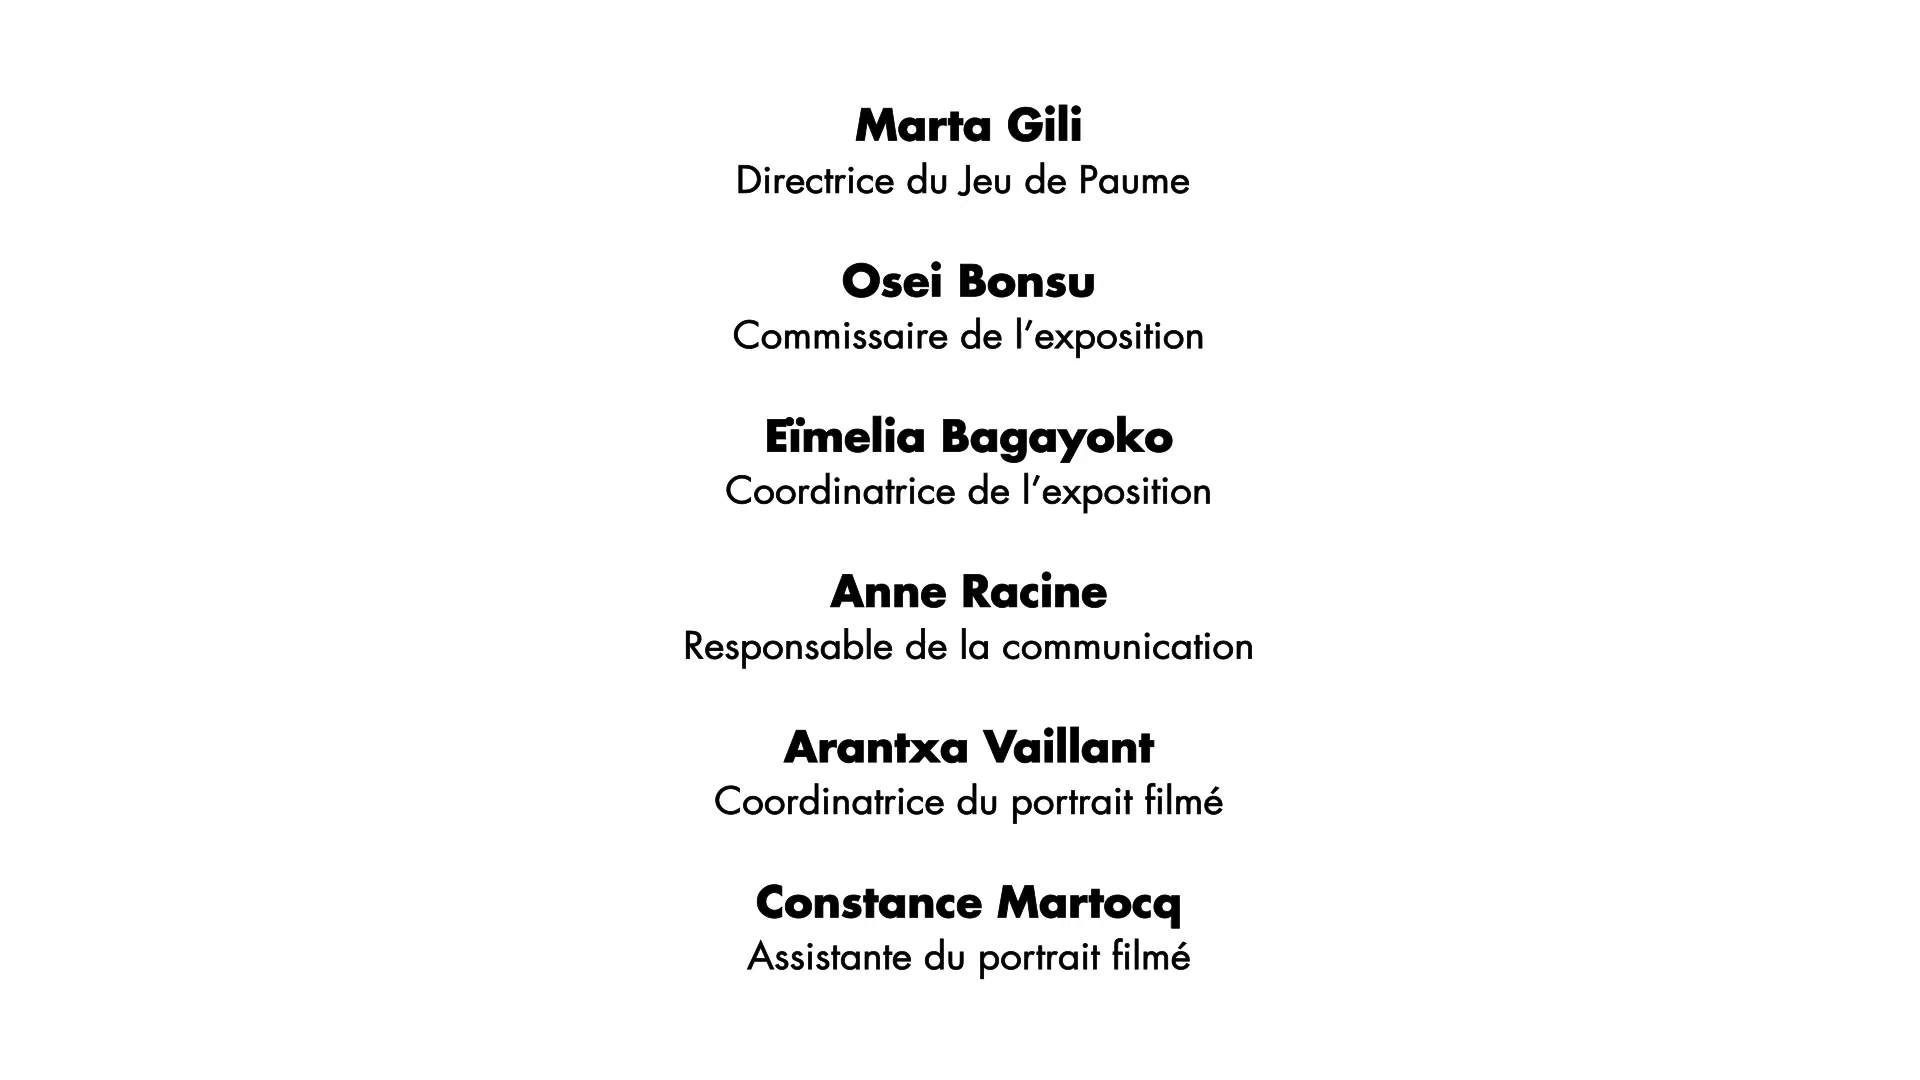 Marta Gili
Directrice du Jeu de Paume
Osei Bonsu
Commissaire de l’exposition
Eïmelia Bagayoko
Coordinatrice de l’exposition
Anne Racine
Responsable de la communication
Arantxa Vaillant
Coordinatrice du portrait filmé
Constance Martocq
Assistante du portrait filmé